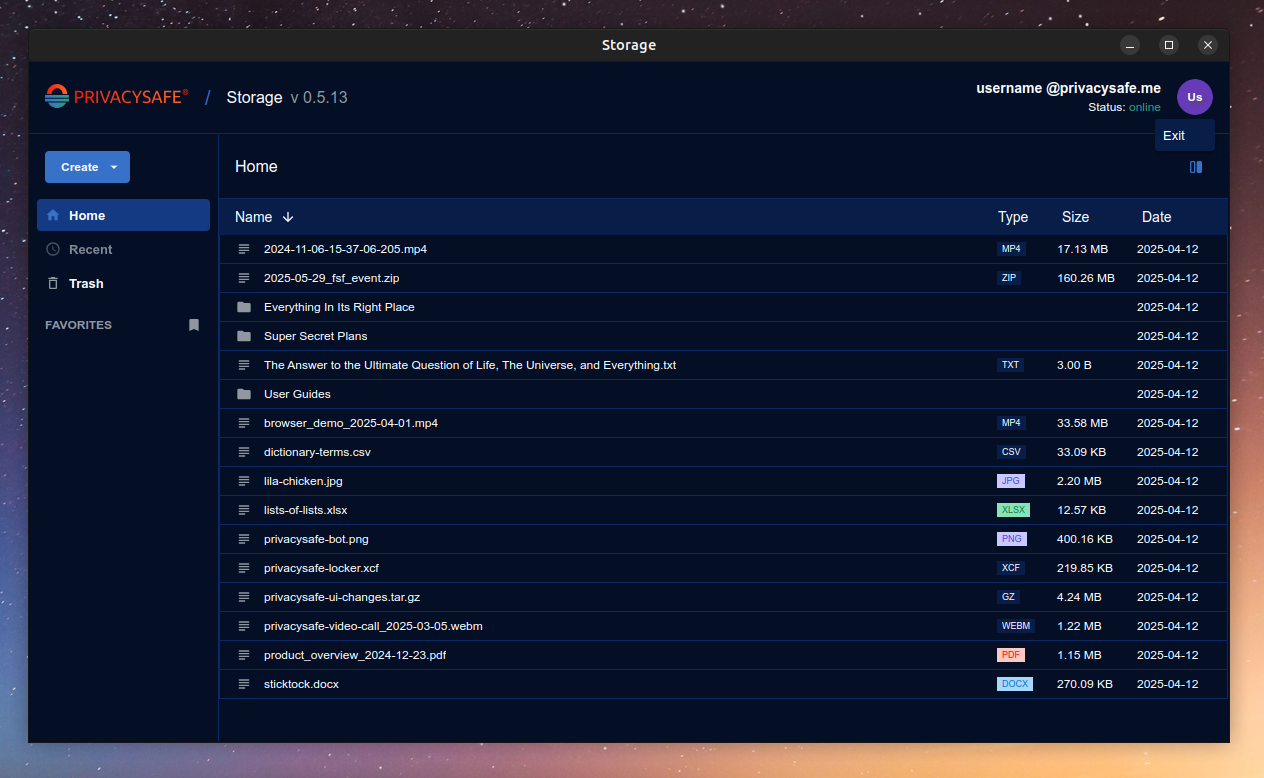 Storage
PRIVACYSAFE® / Storage v 0.5.13
username @privacysafe.me
Status: online
Us
Exit
Create
Home
Recent
Trash
FAVORITES
Home
Name Type Size Date
2024-11-06-15-37-06-205.mp4 MP4 17.13 MB 2025-04-12
2025-05-29_fsf_event.zip ZIP 160.26 MB 2025-04-12
Everything In Its Right Place 2025-04-12
Super Secret Plans 2025-04-12
The Answer to the Ultimate Question of Life, The Universe, and Everything.txt TXT 3.00 B 2025-04-12
User Guides 2025-04-12
browser_demo_2025-04-01.mp4 MP4 33.58 MB 2025-04-12
dictionary-terms.csv CSV 33.09 KB 2025-04-12
lila-chicken.jpg JPG 2.20 MB 2025-04-12
lists-of-lists.xlsx XLSX 12.57 KB 2025-04-12
privacysafe-bot.png PNG 400.16 KB 2025-04-12
privacysafe-locker.xcf XCF 219.85 KB 2025-04-12
privacysafe-ui-changes.tar.gz GZ 4.24 MB 2025-04-12
privacysafe-video-call_2025-03-05.webm WEBM 1.22 MB 2025-04-12
product_overview_2024-12-23.pdf PDF 1.15 MB 2025-04-12
sticktock.docx DOCX 270.09 KB 2025-04-12